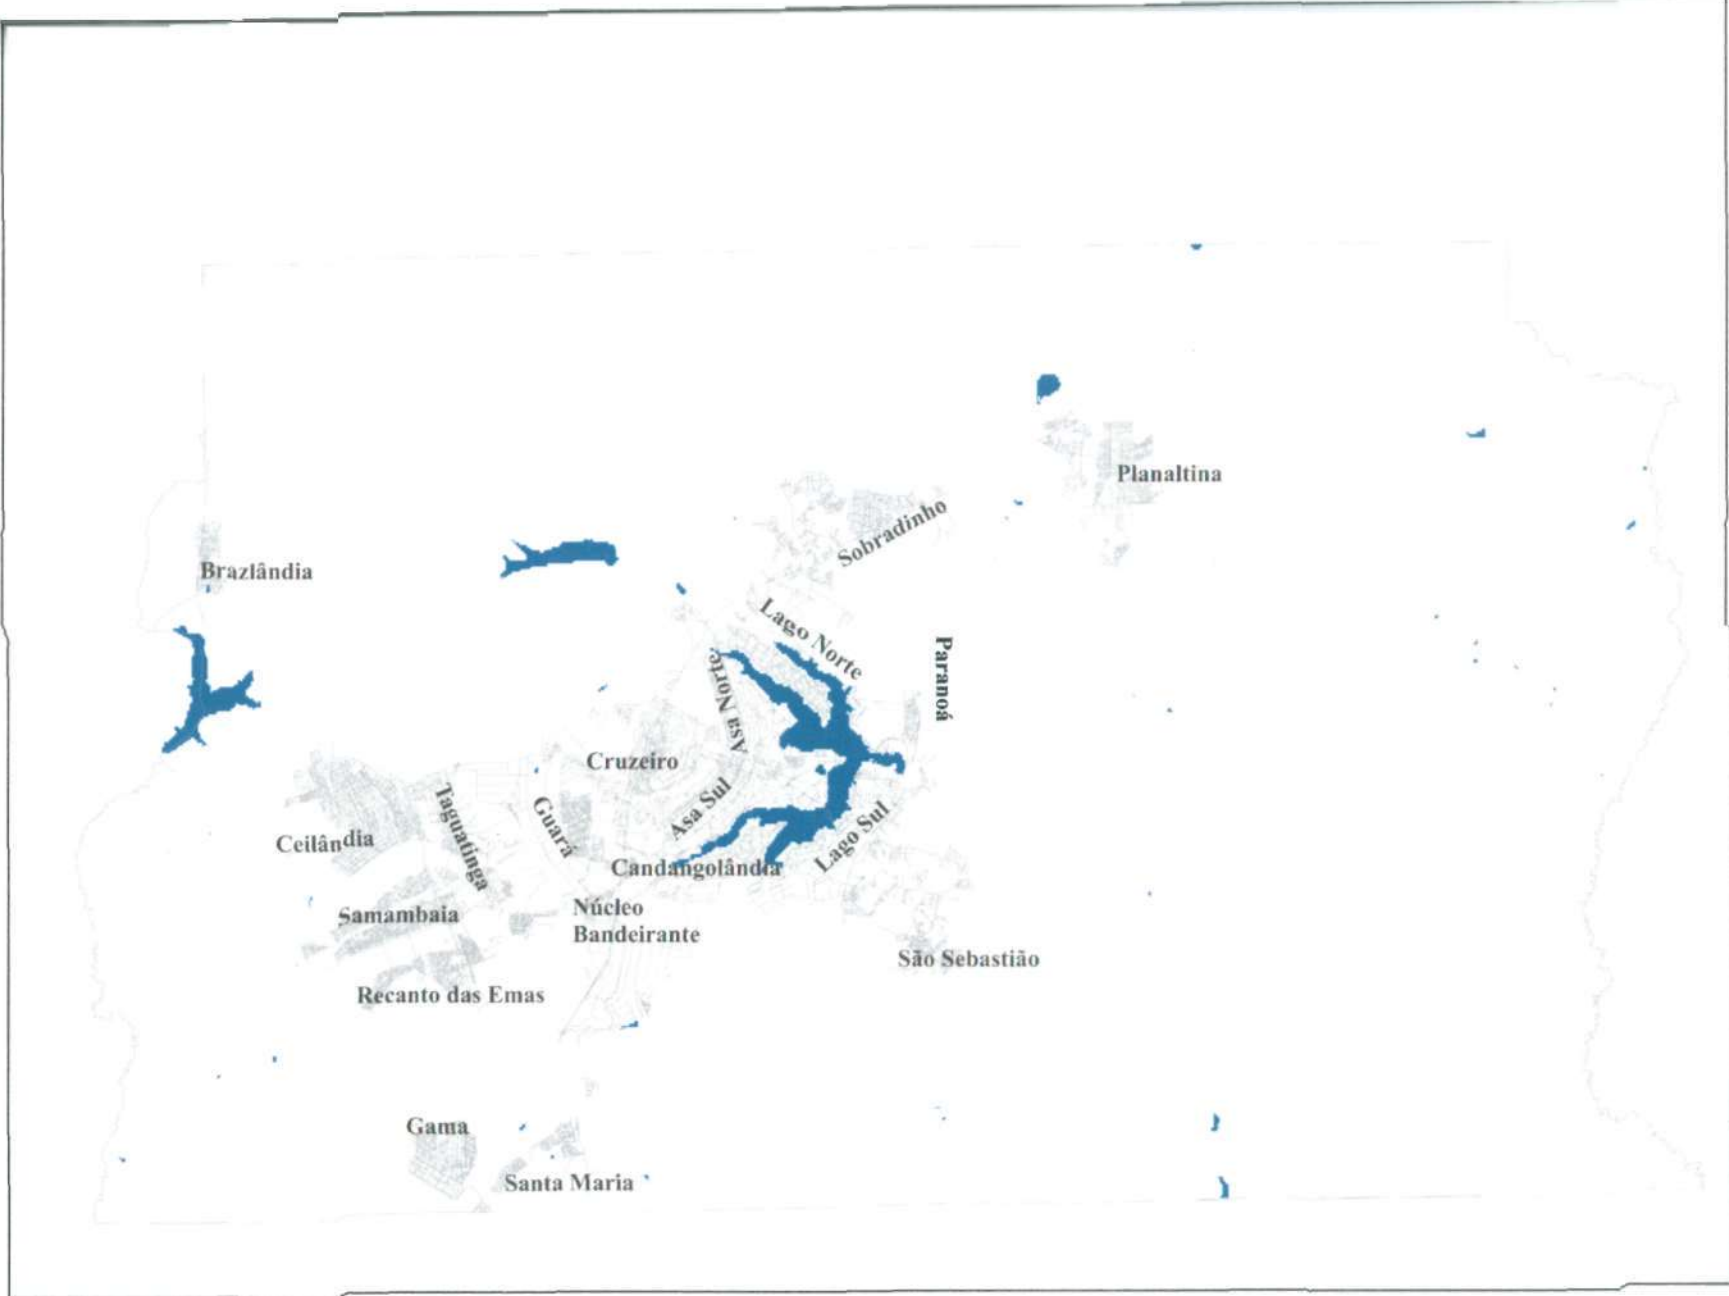 Planaltina
Sobradinho
Brazlândia
Lago Norte
Paranoá
Asa Norte
Cruzeiro
Asa Sul
Guará
Taguatinga
Lago Sul
Ceilândia
Candangolândia
Samambaia
Núcleo
Bandeirante
São Sebastião
Recanto das Emas
Gama
Santa Maria